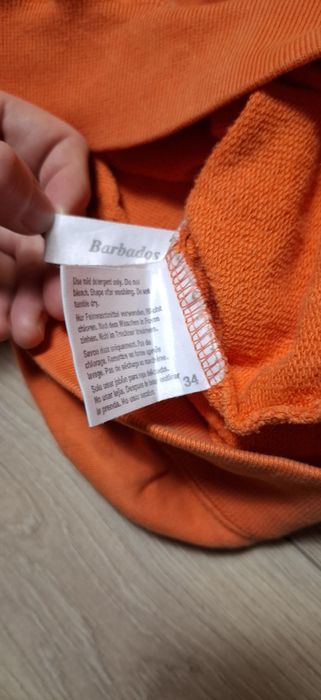 Barbados
Use mild detergent only. Do not
bleach. Shape after washing. Do not
tumble dry.
Nur Feinwaschmittel verwenden. Nicht
chloren. Nach dem Waschen in Form
ziehen. Nicht im Trockner trocknen.
Savon doux uniquement. Pas de
chlorage. Remettre en forme après le
lavage. Pas de séchage en machine.
Solo usar jabón para ropa delicada.
No usar lejía. Después de lavar estirar
la prenda. No usar
34